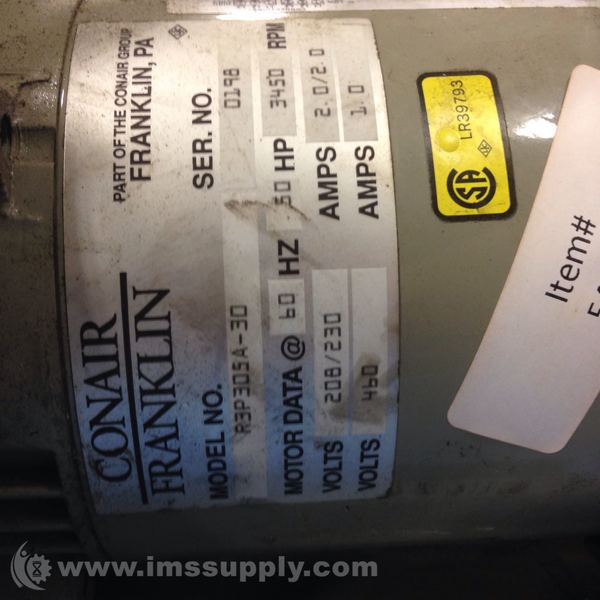 CONAIR
FRANKLIN
PART OF THE CONAIR GROUP
FRANKLIN, PA
MODEL NO. SER. NO.
R3P305A-30 0198
MOTOR DATA @ 60 HZ .50 HP 3450 RPM
VOLTS 208/230 AMPS 2.0/2.0
VOLTS 460 AMPS 1.0
LR39793
Item#
www.imssupply.com